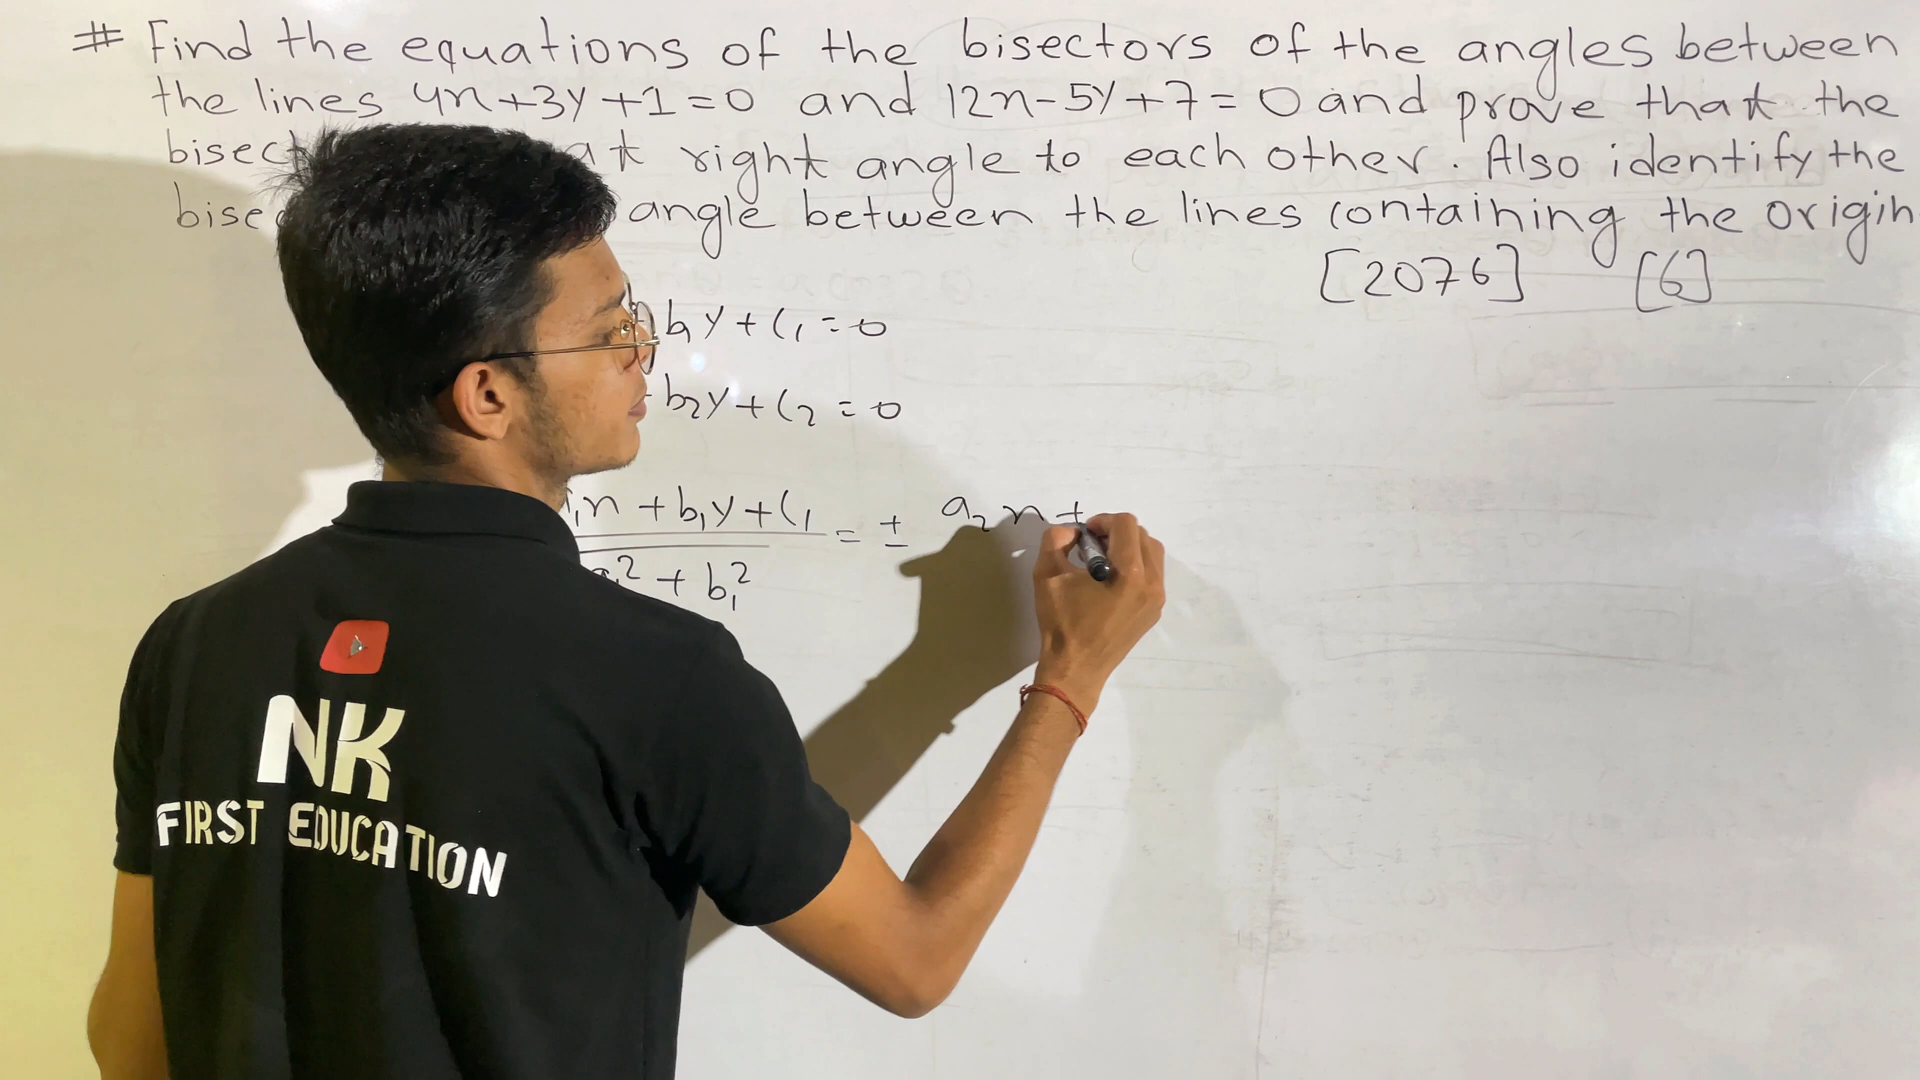 # Find the equations of the bisectors of the angles between
the lines 4x+3y+1=0 and 12x-5y+7=0 and prove that the
bisect at right angle to each other. Also identify the
bise angle between the lines containing the origin
[2076] [6]
b₁y+c₁=0
b₂y+c₂=0
x+b₁y+c₁ = ± a₂x+
² + b₁²
NK
FIRST EDUCATION